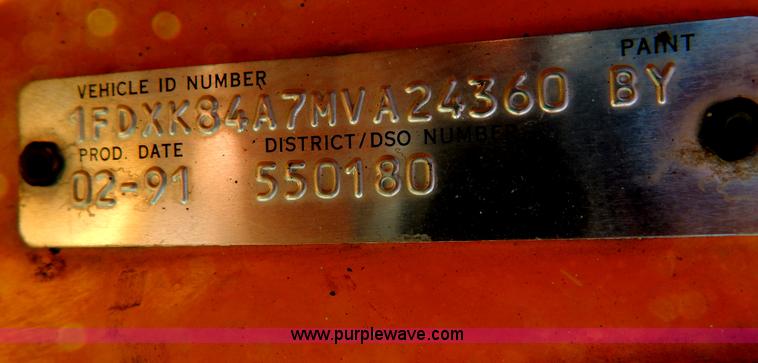 PAINT
VEHICLE ID NUMBER
1FDXK84A7MVA24360 BY
PROD. DATE DISTRICT/DSO NUMBER
02-91 550180
www.purplewave.com